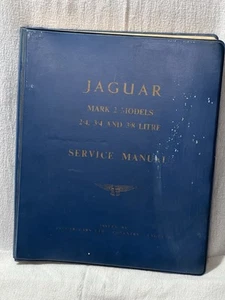 JAGUAR
MARK 2 MODELS
2.4, 3.4 AND 3.8 LITRE
SERVICE MANUAL